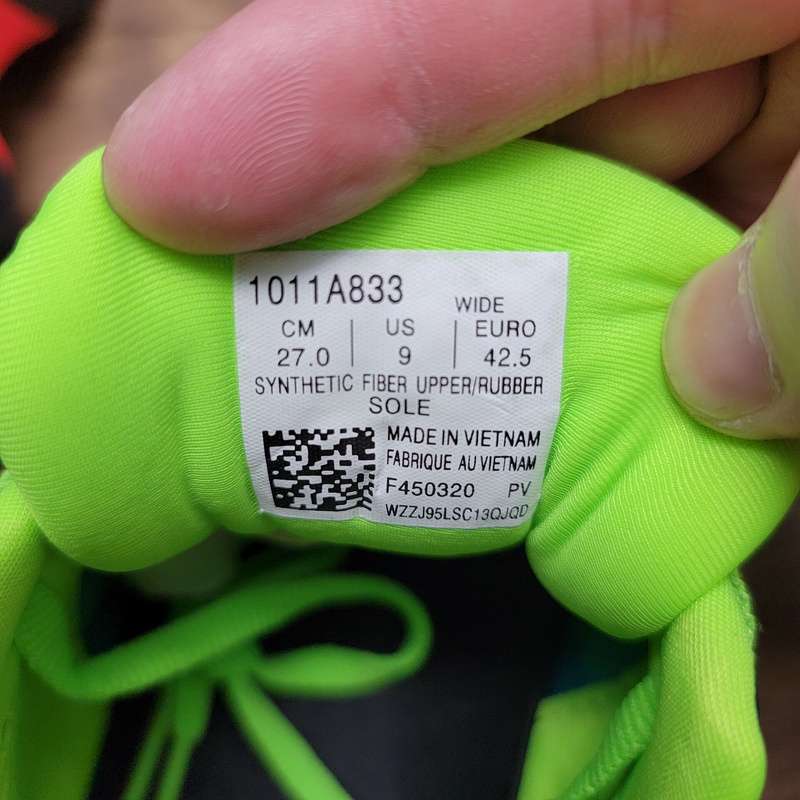 1011A833
WIDE
CM | US | EURO
27.0 | 9 | 42.5
SYNTHETIC FIBER UPPER/RUBBER
SOLE
MADE IN VIETNAM
FABRIQUE AU VIETNAM
F450320 PV
WZZJ95LSC13QJQD